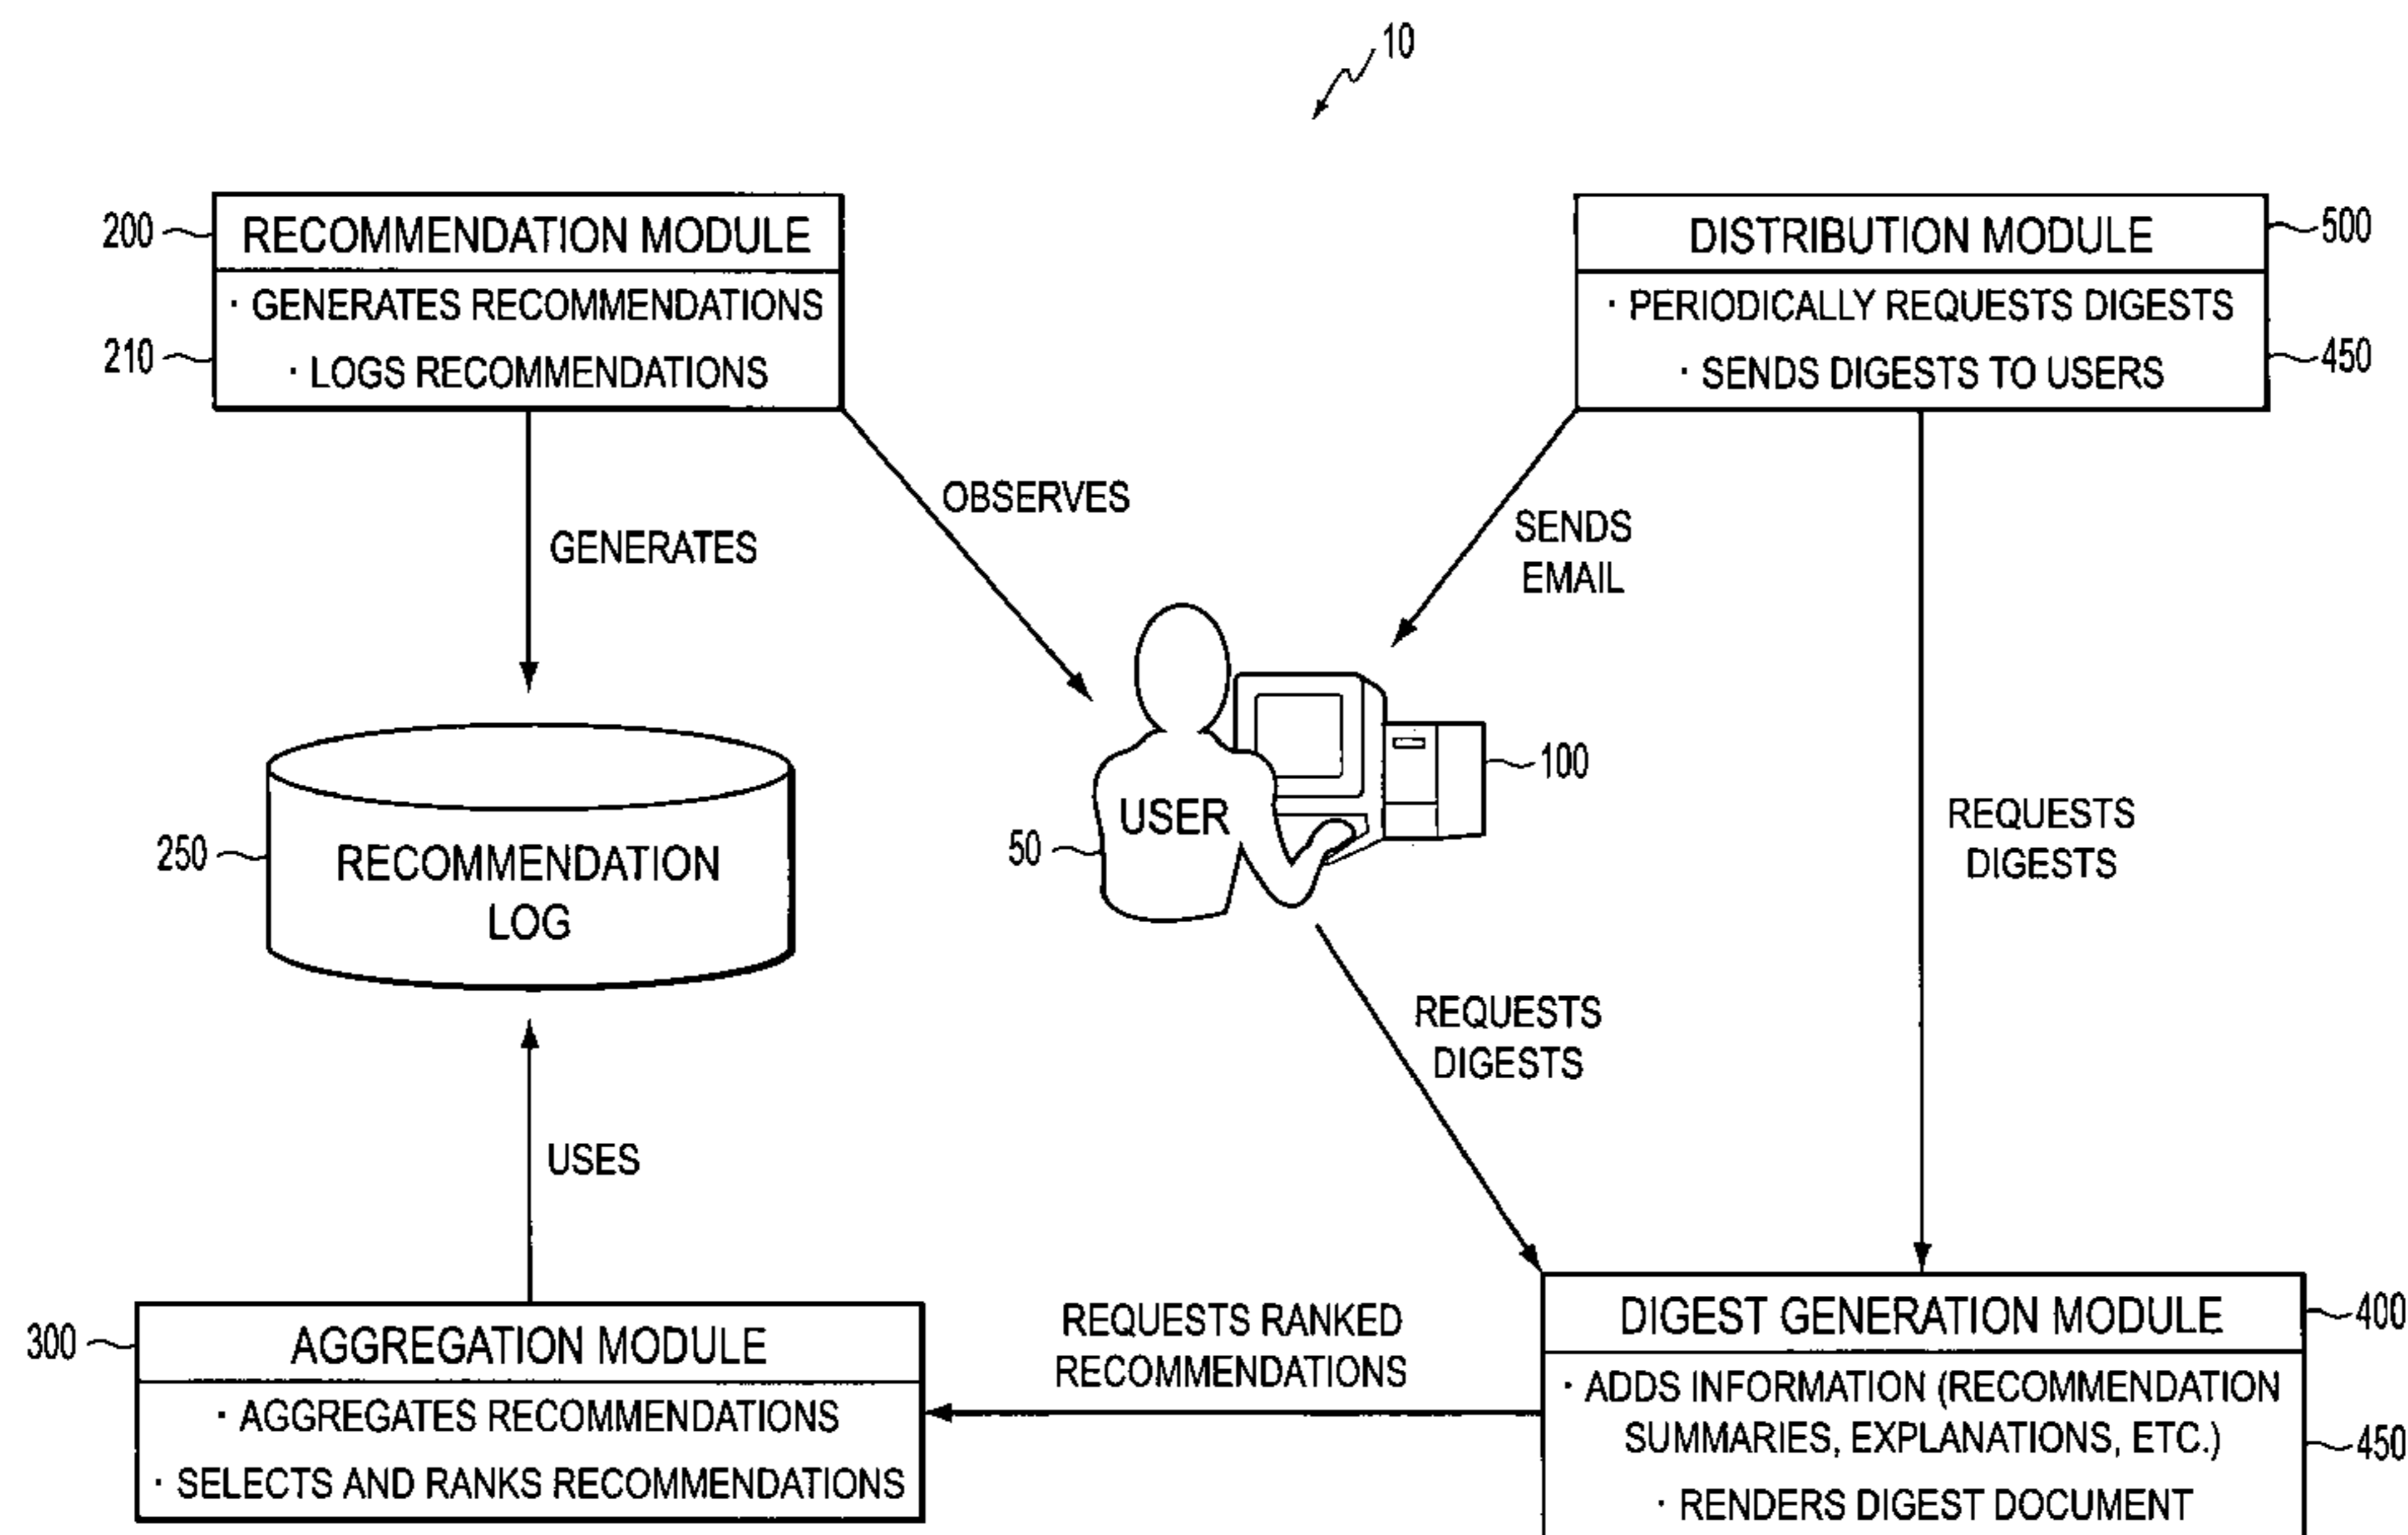 10
200
RECOMMENDATION MODULE
· GENERATES RECOMMENDATIONS
210
· LOGS RECOMMENDATIONS
DISTRIBUTION MODULE
500
· PERIODICALLY REQUESTS DIGESTS
· SENDS DIGESTS TO USERS
450
OBSERVES
GENERATES
SENDS
EMAIL
250
RECOMMENDATION
LOG
USER
50
100
REQUESTS
DIGESTS
REQUESTS
DIGESTS
USES
300
AGGREGATION MODULE
· AGGREGATES RECOMMENDATIONS
· SELECTS AND RANKS RECOMMENDATIONS
REQUESTS RANKED
RECOMMENDATIONS
DIGEST GENERATION MODULE
400
· ADDS INFORMATION (RECOMMENDATION
SUMMARIES, EXPLANATIONS, ETC.)
450
· RENDERS DIGEST DOCUMENT